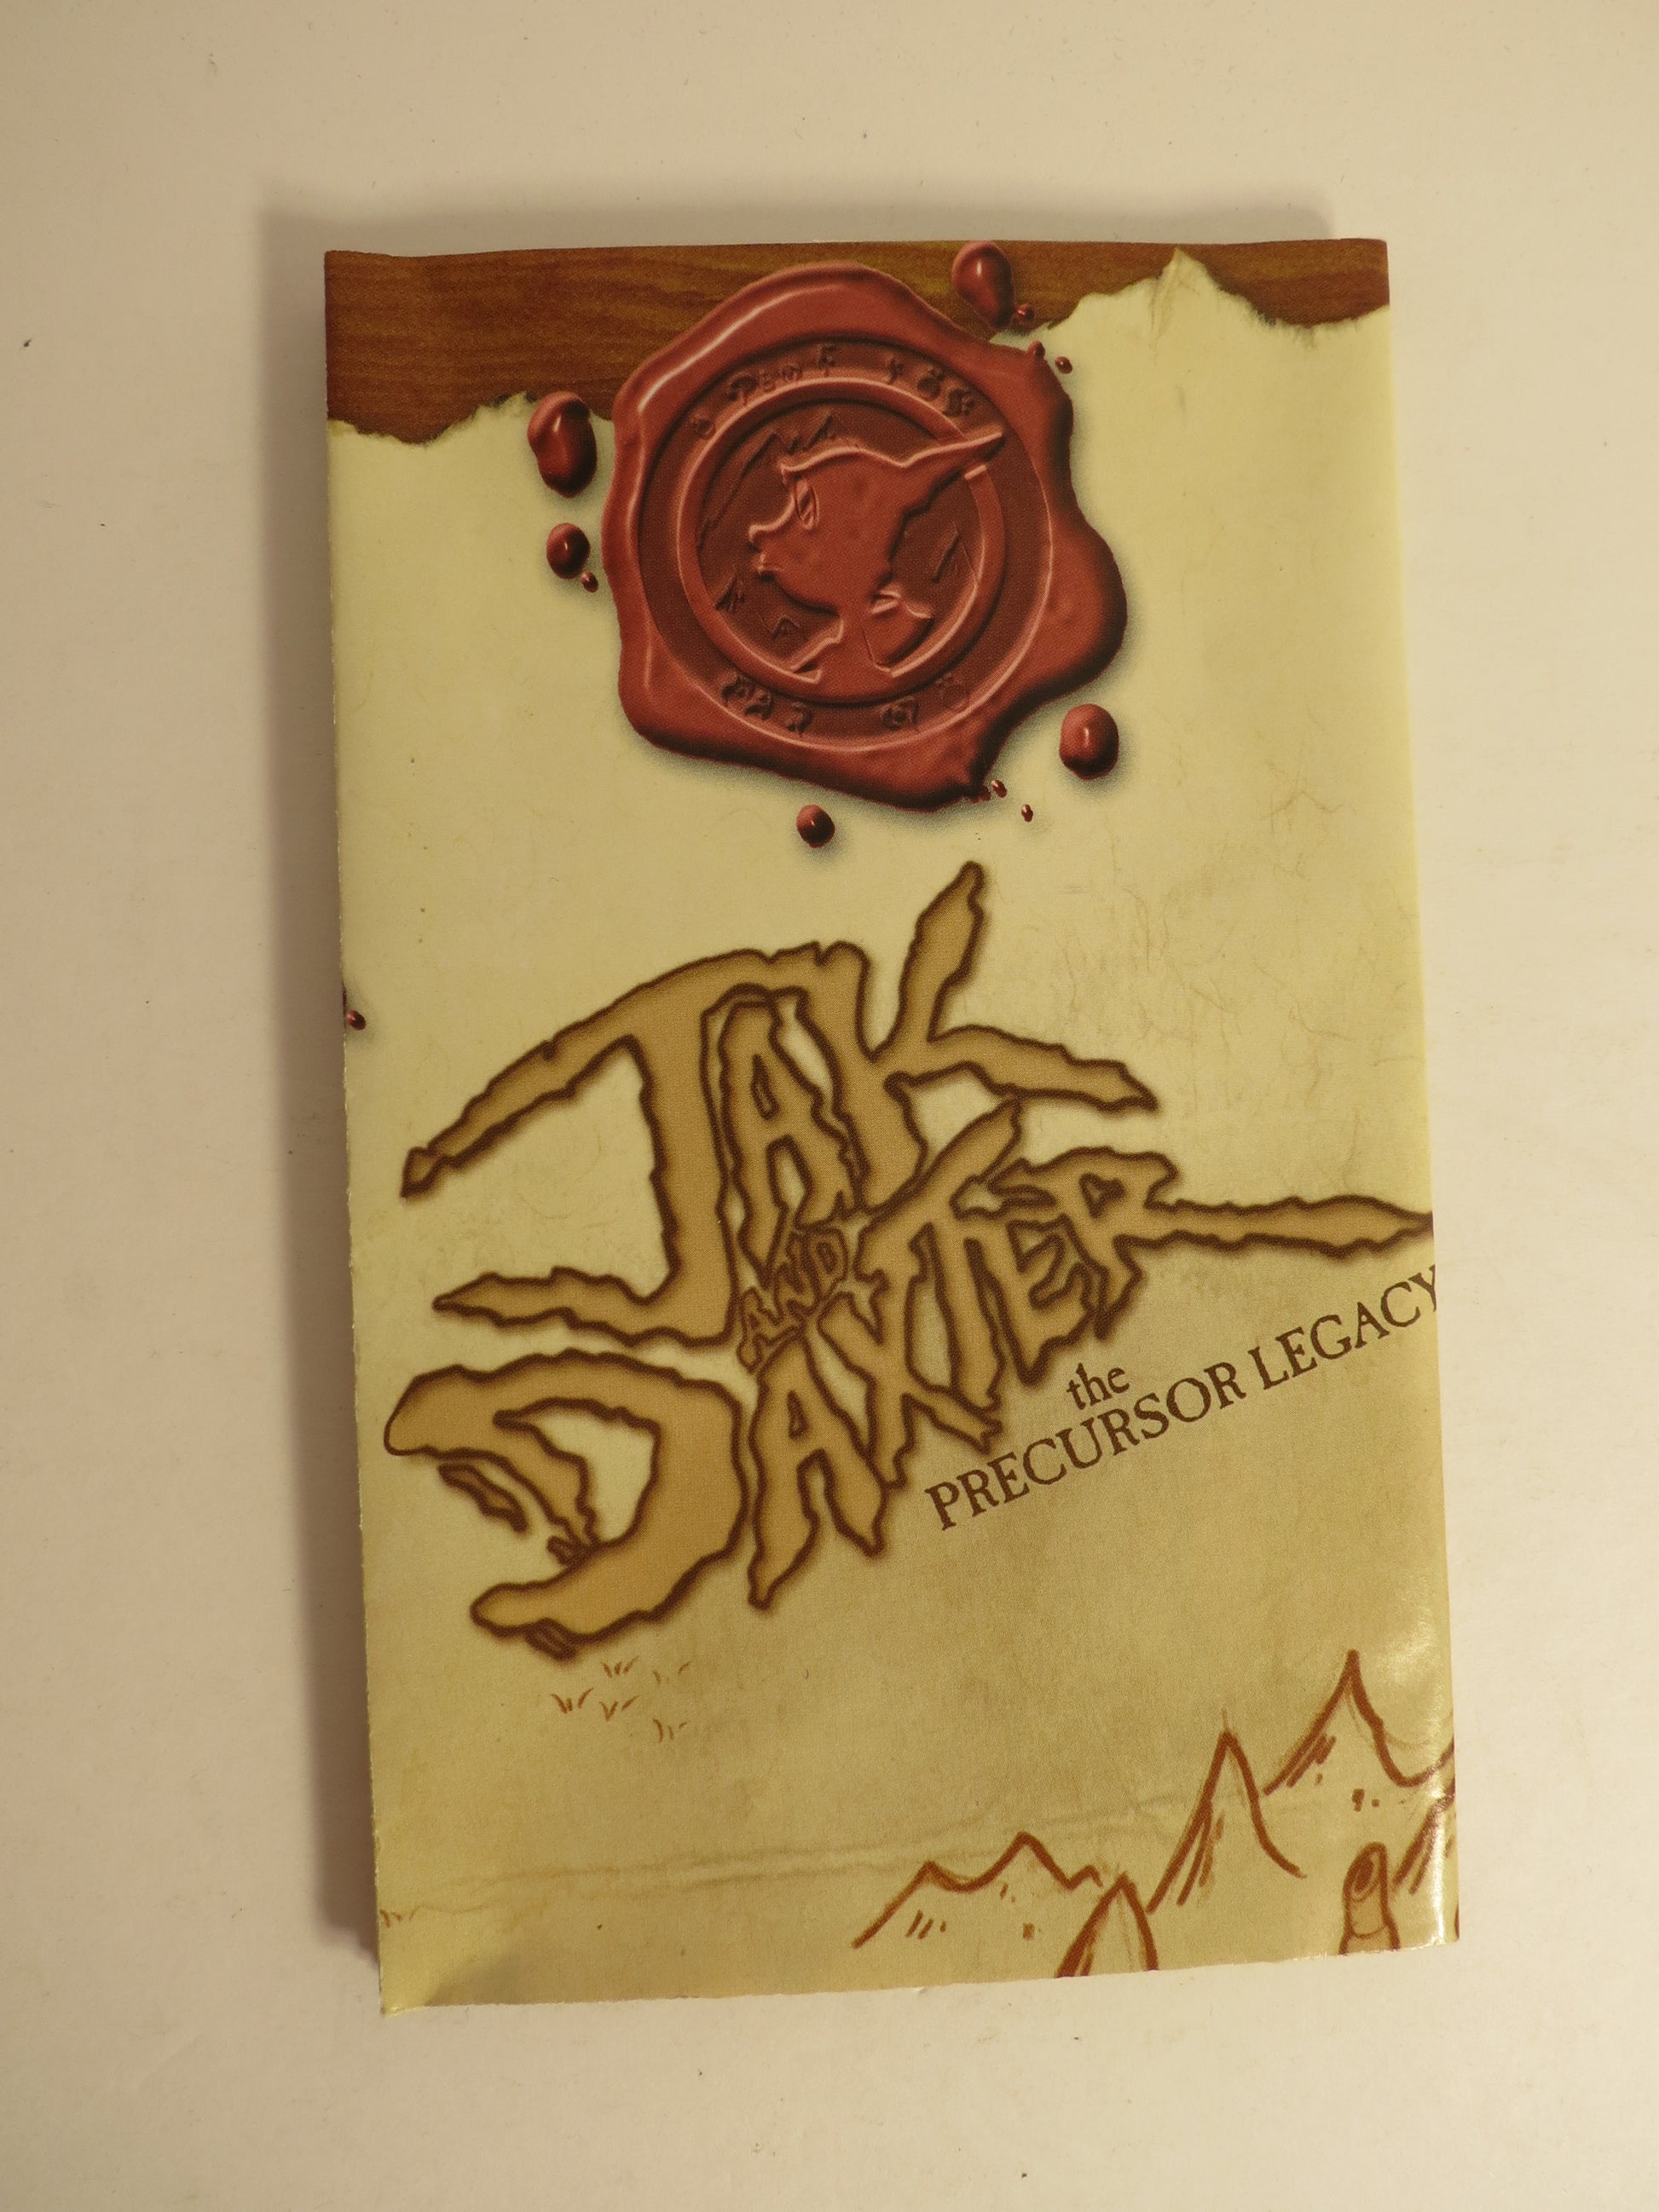 JAK
AND
DAXTER
the
PRECURSOR LEGACY